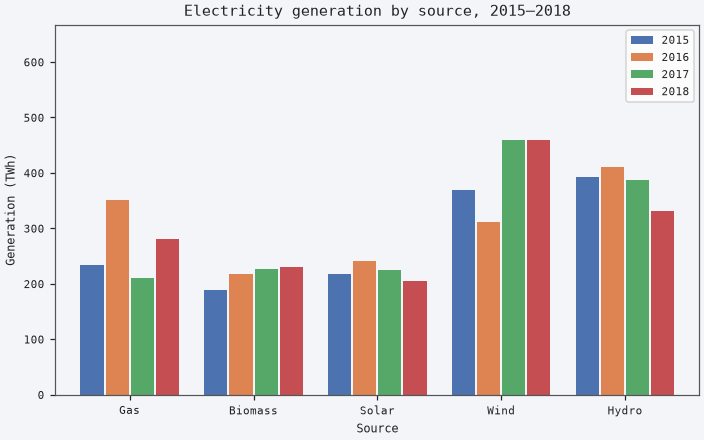 Electricity generation by source, 2015–2018
Generation (TWh)
600
500
400
300
200
100
0
2015
2016
2017
2018
Gas
Biomass
Solar
Wind
Hydro
Source